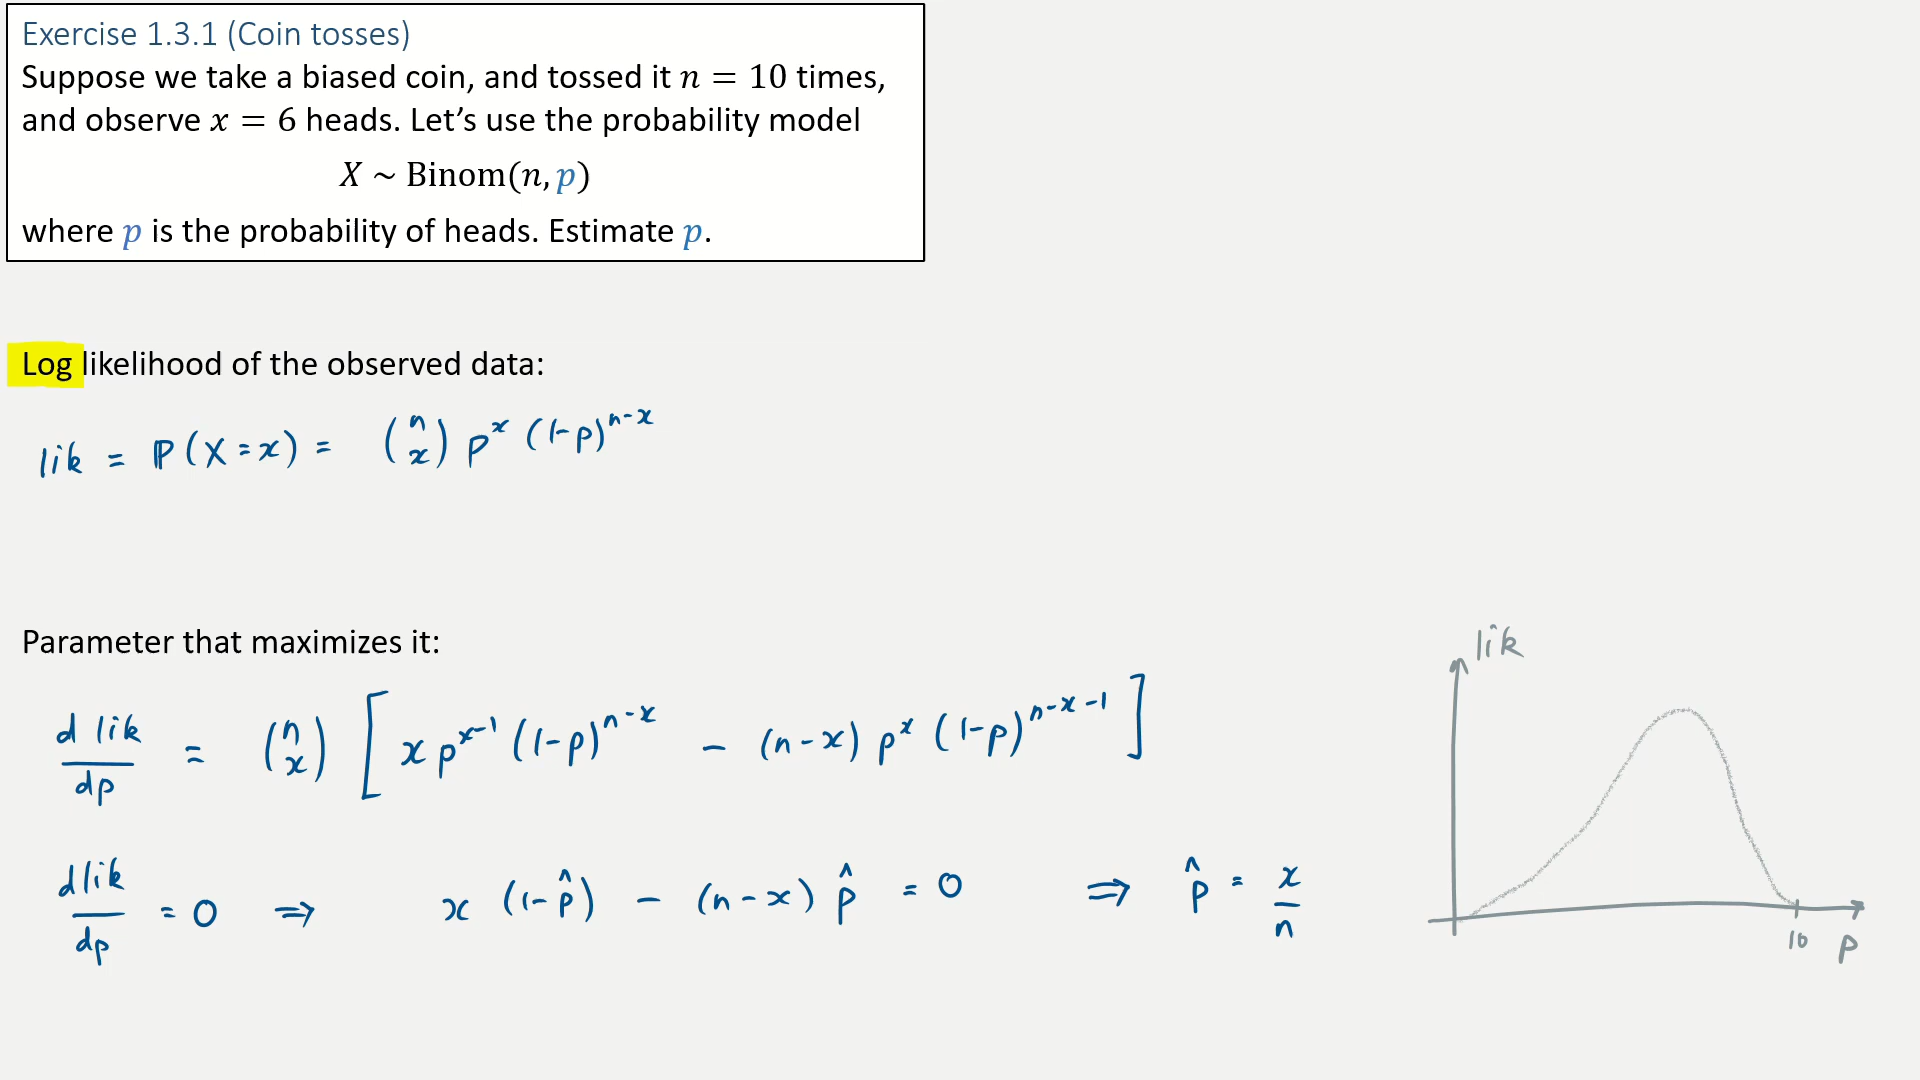 Exercise 1.3.1 (Coin tosses)
Suppose we take a biased coin, and tossed it n = 10 times,
and observe x = 6 heads. Let's use the probability model
X ~ Binom(n, p)
where p is the probability of heads. Estimate p.
Log likelihood of the observed data:
lik = ℙ(X=x) = (n x) p^x (1-p)^{n-x}
Parameter that maximizes it:
d lik / dp = (n x) [ x p^{x-1} (1-p)^{n-x} - (n-x) p^x (1-p)^{n-x-1} ]
dlik / dp = 0 ⇒ x (1-p̂) - (n-x) p̂ = 0 ⇒ p̂ = x / n
lik
10
p